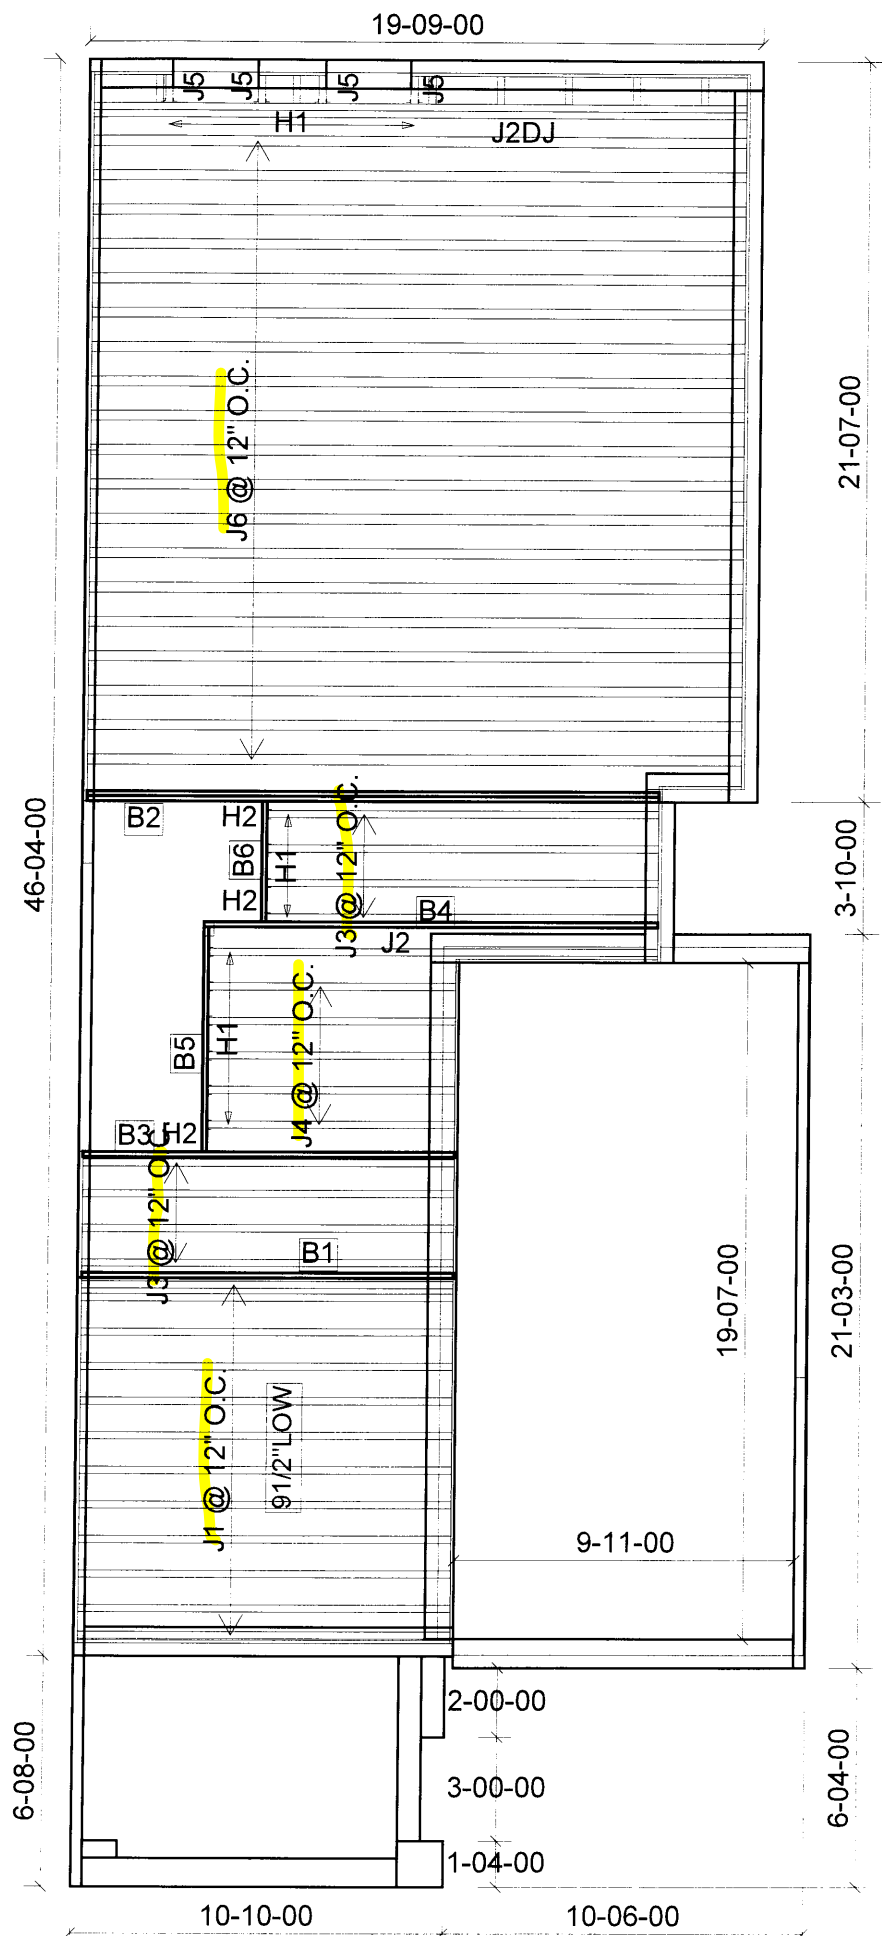 19-09-00
J5
J5
J5
J5
H1
J2DJ
J6 @ 12" O.C.
21-07-00
46-04-00
B2
H2
B6
H1
J3 @ 12" O.C.
H2
B4
3-10-00
J2
B5
H1
J4 @ 12" O.C.
B3
H2
J3 @ 12" O.C.
B1
19-07-00
21-03-00
J1 @ 12" O.C.
91/2"LOW
9-11-00
6-08-00
2-00-00
3-00-00
1-04-00
6-04-00
10-10-00
10-06-00